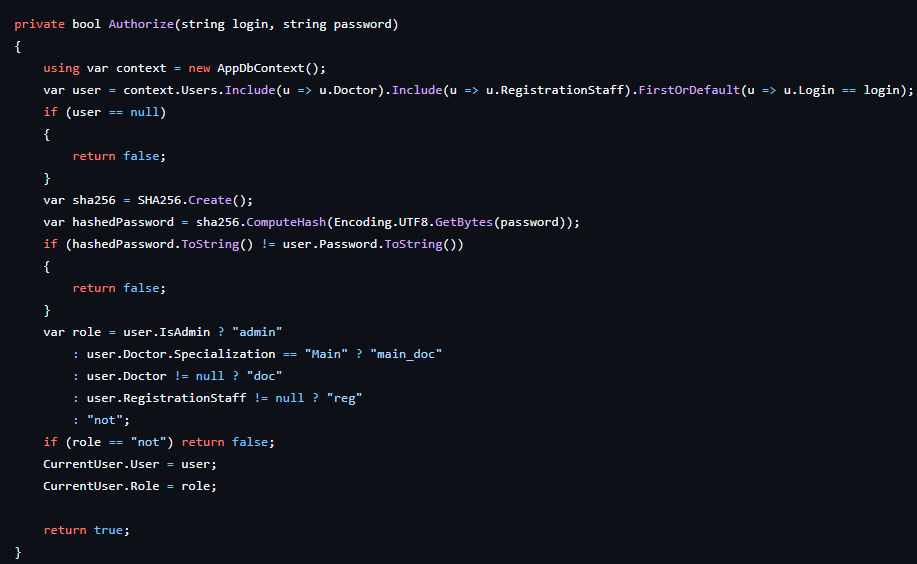 private bool Authorize(string login, string password)
{
    using var context = new AppDbContext();
    var user = context.Users.Include(u => u.Doctor).Include(u => u.RegistrationStaff).FirstOrDefault(u => u.Login == login);
    if (user == null)
    {
        return false;
    }
    var sha256 = SHA256.Create();
    var hashedPassword = sha256.ComputeHash(Encoding.UTF8.GetBytes(password));
    if (hashedPassword.ToString() != user.Password.ToString())
    {
        return false;
    }
    var role = user.IsAdmin ? "admin"
        : user.Doctor.Specialization == "Main" ? "main_doc"
        : user.Doctor != null ? "doc"
        : user.RegistrationStaff != null ? "reg"
        : "not";
    if (role == "not") return false;
    CurrentUser.User = user;
    CurrentUser.Role = role;

    return true;
}